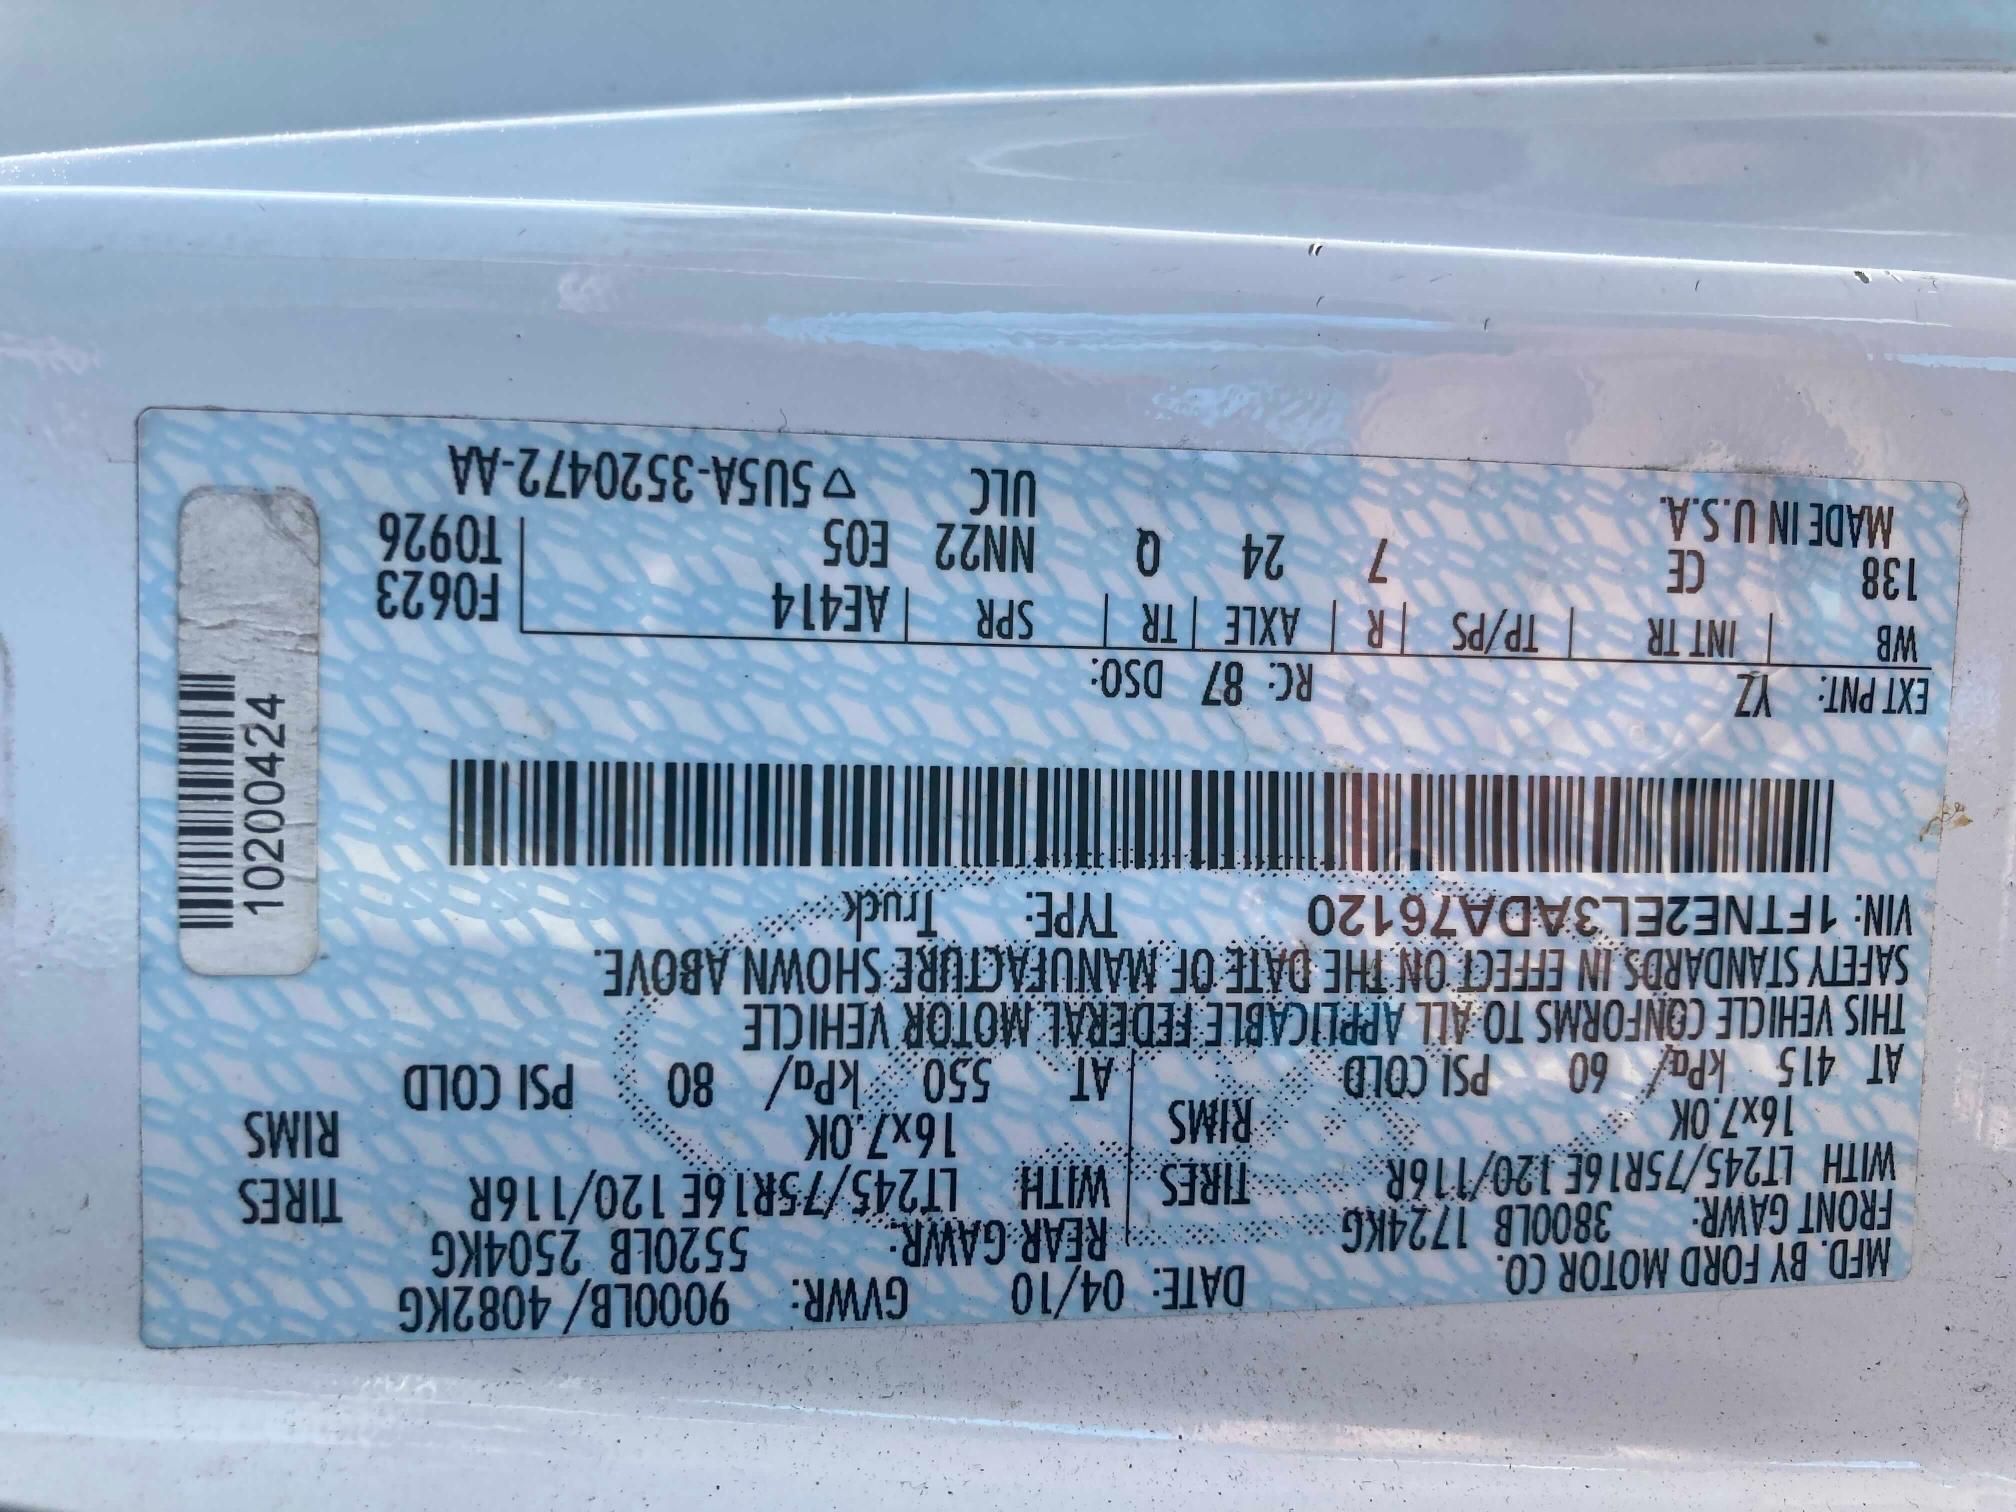 MFD. BY FORD MOTOR CO. DATE: 04/10 GVWR: 9000LB/ 4082KG
FRONT GAWR: 3800LB 1724KG REAR GAWR: 5520LB 2504KG
WITH LT245/75R16E 120/116R TIRES WITH LT245/75R16E 120/116R TIRES
16x7.0K RIMS 16x7.0K RIMS
AT 415 kPa/ 60 PSI COLD AT 550 kPa/ 80 PSI COLD
THIS VEHICLE CONFORMS TO ALL APPLICABLE FEDERAL MOTOR VEHICLE
SAFETY STANDARDS IN EFFECT ON THE DATE OF MANUFACTURE SHOWN ABOVE.
VIN: 1FTNE2EL3ADA76120 TYPE: Truck
EXT PNT: YZ RC: 87 DSO:
WB INT TR TP/PS R AXLE TR SPR AE414 F0623
138 CE 7 24 Q NN22 E05 T0926
MADE IN U.S.A. ULC ▽ 5U5A-3520472-AA
10200424